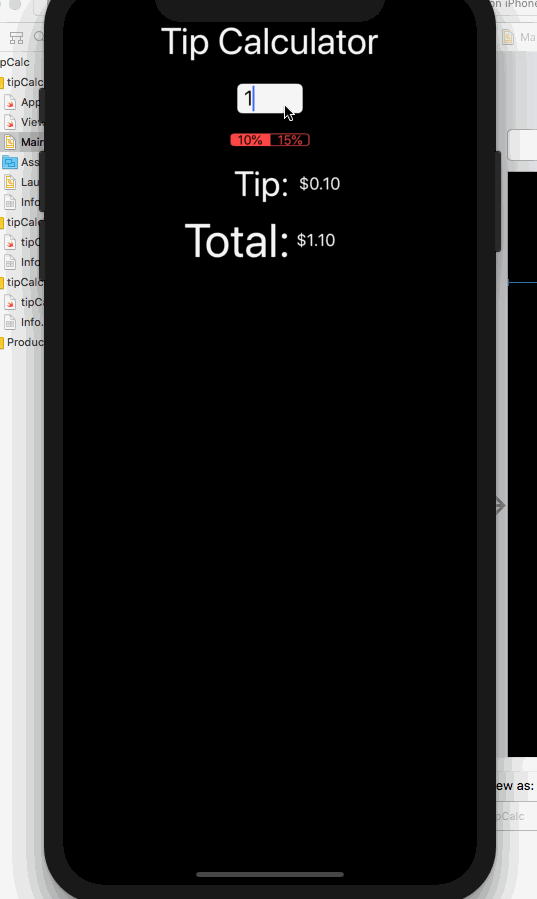 on iPhone
Ma
pCalc
tipCalc
App
View
Main
Ass
Lau
Info
tipCalc
tipC
Info
tipCalc
tipCa
Info.
Produc
Tip Calculator
1
10% 15%
Tip: $0.10
Total: $1.10
ew as:
pCalc